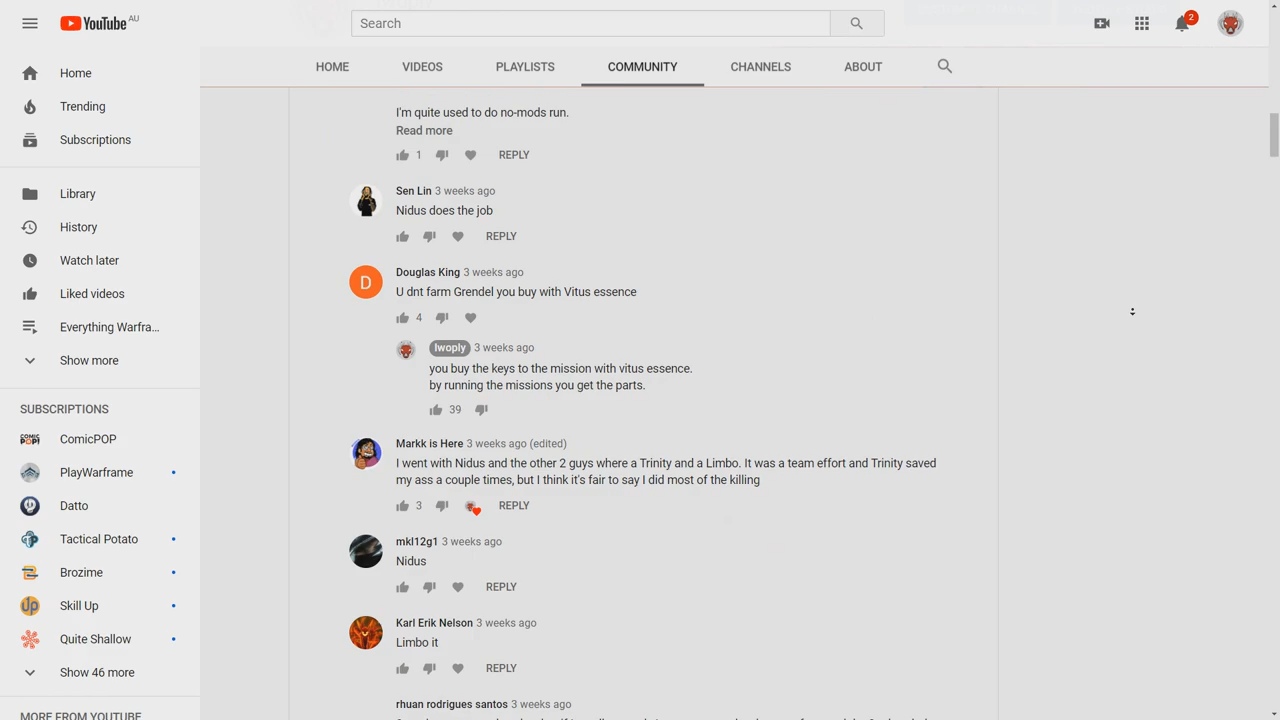 YouTube AU
Search
2
HOME
VIDEOS
PLAYLISTS
COMMUNITY
CHANNELS
ABOUT
Home
Trending
Subscriptions
Library
History
Watch later
Liked videos
Everything Warfra...
Show more
SUBSCRIPTIONS
ComicPOP
PlayWarframe
Datto
Tactical Potato
Brozime
Skill Up
Quite Shallow
Show 46 more
MORE FROM YOUTUBE
I'm quite used to do no-mods run.
Read more
1 REPLY
Sen Lin 3 weeks ago
Nidus does the job
REPLY
D
Douglas King 3 weeks ago
U dnt farm Grendel you buy with Vitus essence
4
Iwoply 3 weeks ago
you buy the keys to the mission with vitus essence.
by running the missions you get the parts.
39
Markk is Here 3 weeks ago (edited)
I went with Nidus and the other 2 guys where a Trinity and a Limbo. It was a team effort and Trinity saved
my ass a couple times, but I think it's fair to say I did most of the killing
3 REPLY
mkl12g1 3 weeks ago
Nidus
REPLY
Karl Erik Nelson 3 weeks ago
Limbo it
REPLY
rhuan rodrigues santos 3 weeks ago